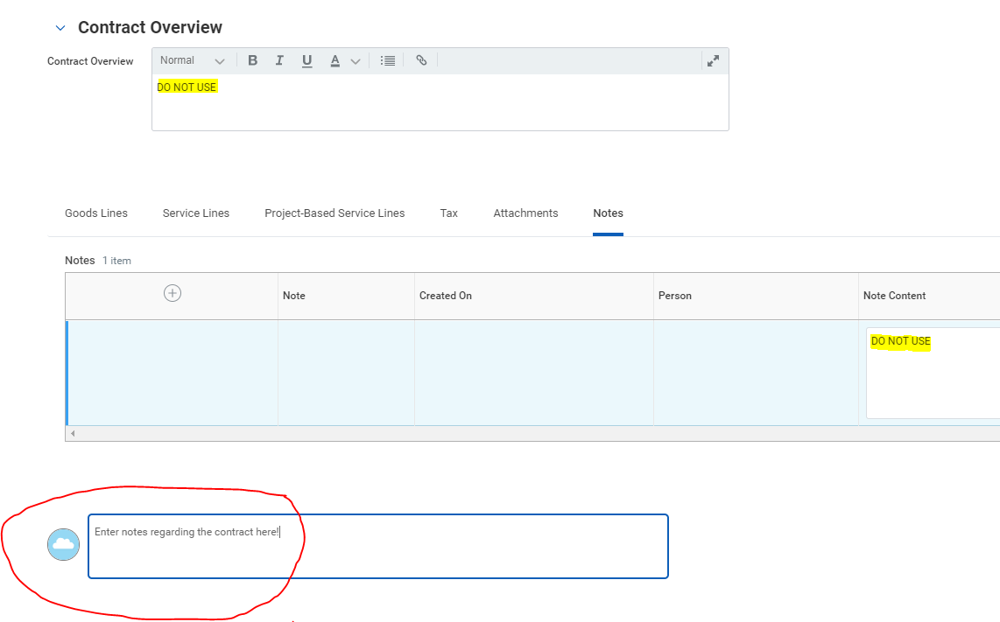 Contract Overview
Contract Overview
Normal B I U A
DO NOT USE
Goods Lines Service Lines Project-Based Service Lines Tax Attachments Notes
Notes 1 item
Note Created On Person Note Content
DO NOT USE
Enter notes regarding the contract here!